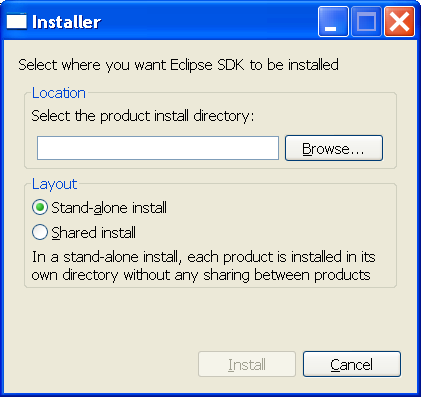 Installer
Select where you want Eclipse SDK to be installed
Location
Select the product install directory:
Browse...
Layout
Stand-alone install
Shared install
In a stand-alone install, each product is installed in its
own directory without any sharing between products
Install
Cancel